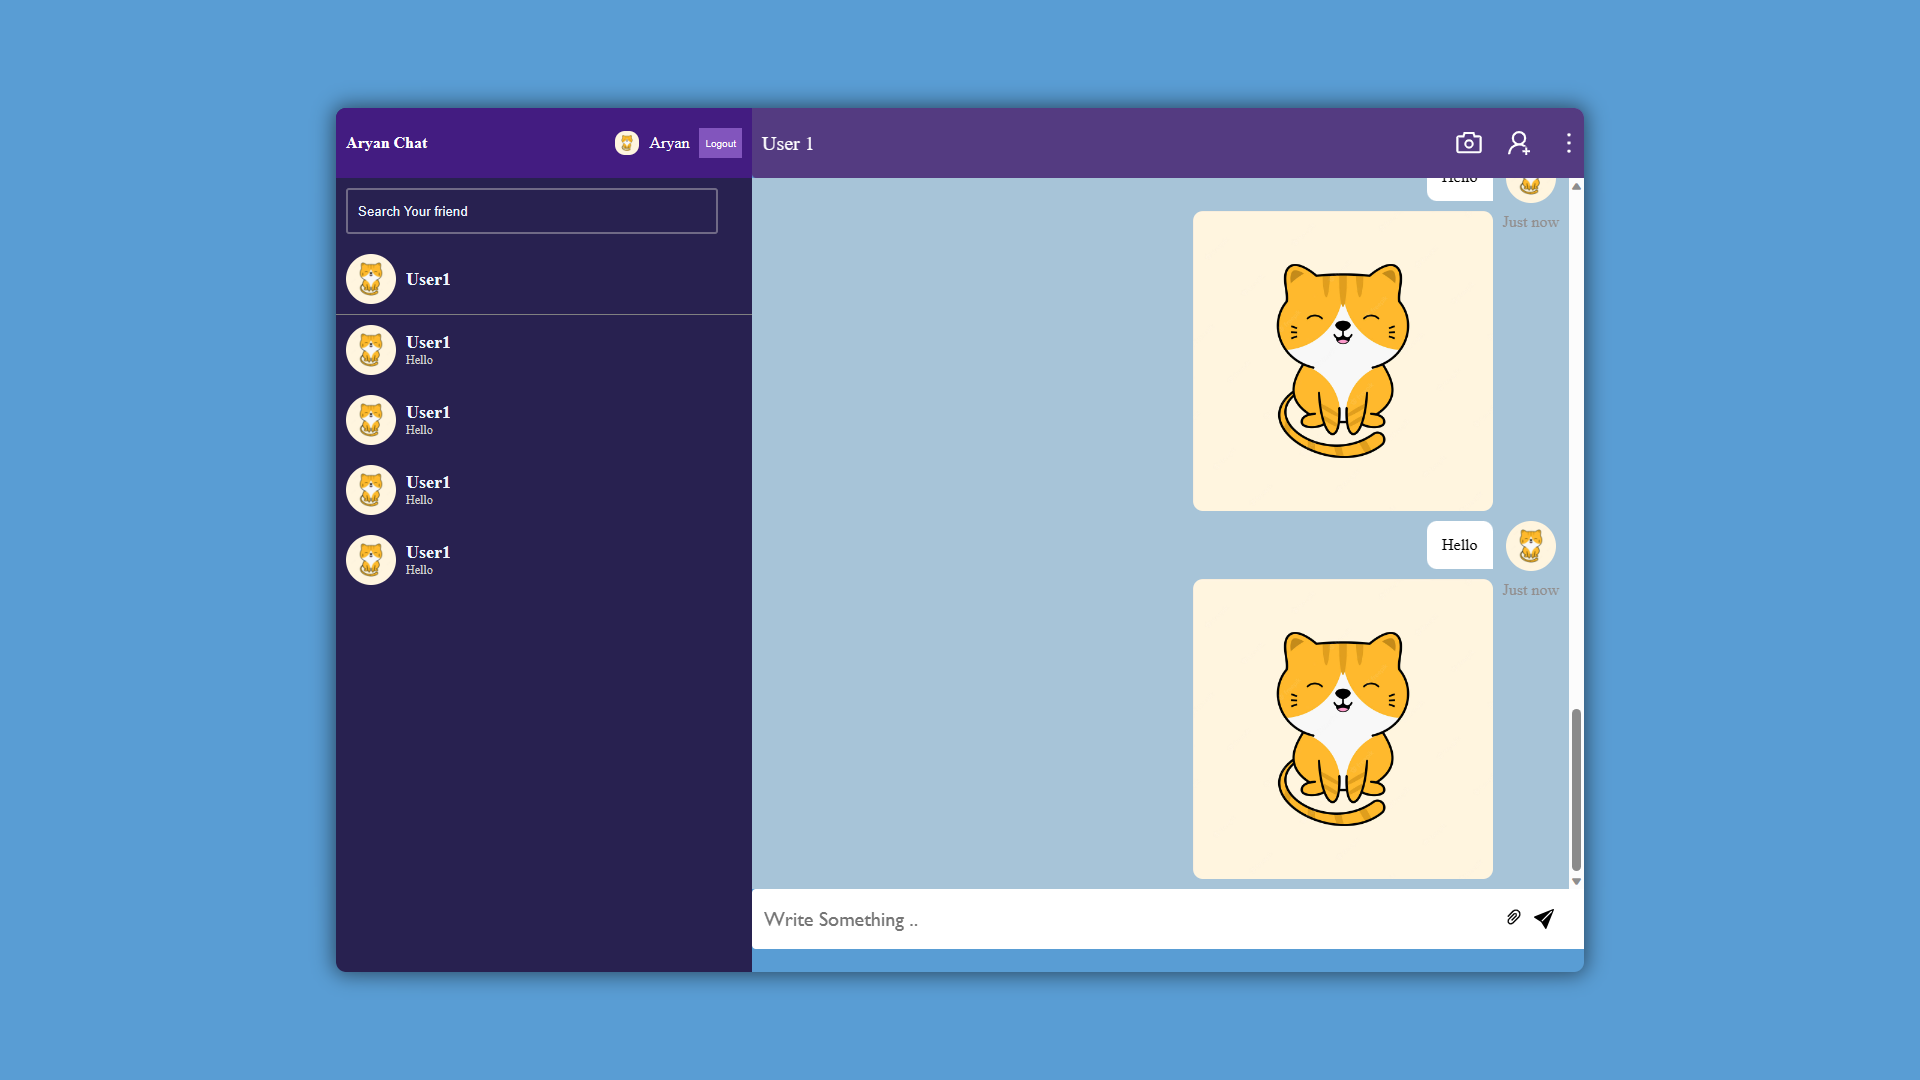 Aryan Chat
Aryan
Logout
Search Your friend
User1
User1
Hello
User1
Hello
User1
Hello
User1
Hello
User 1
Hello
Just now
Hello
Just now
Write Something ..